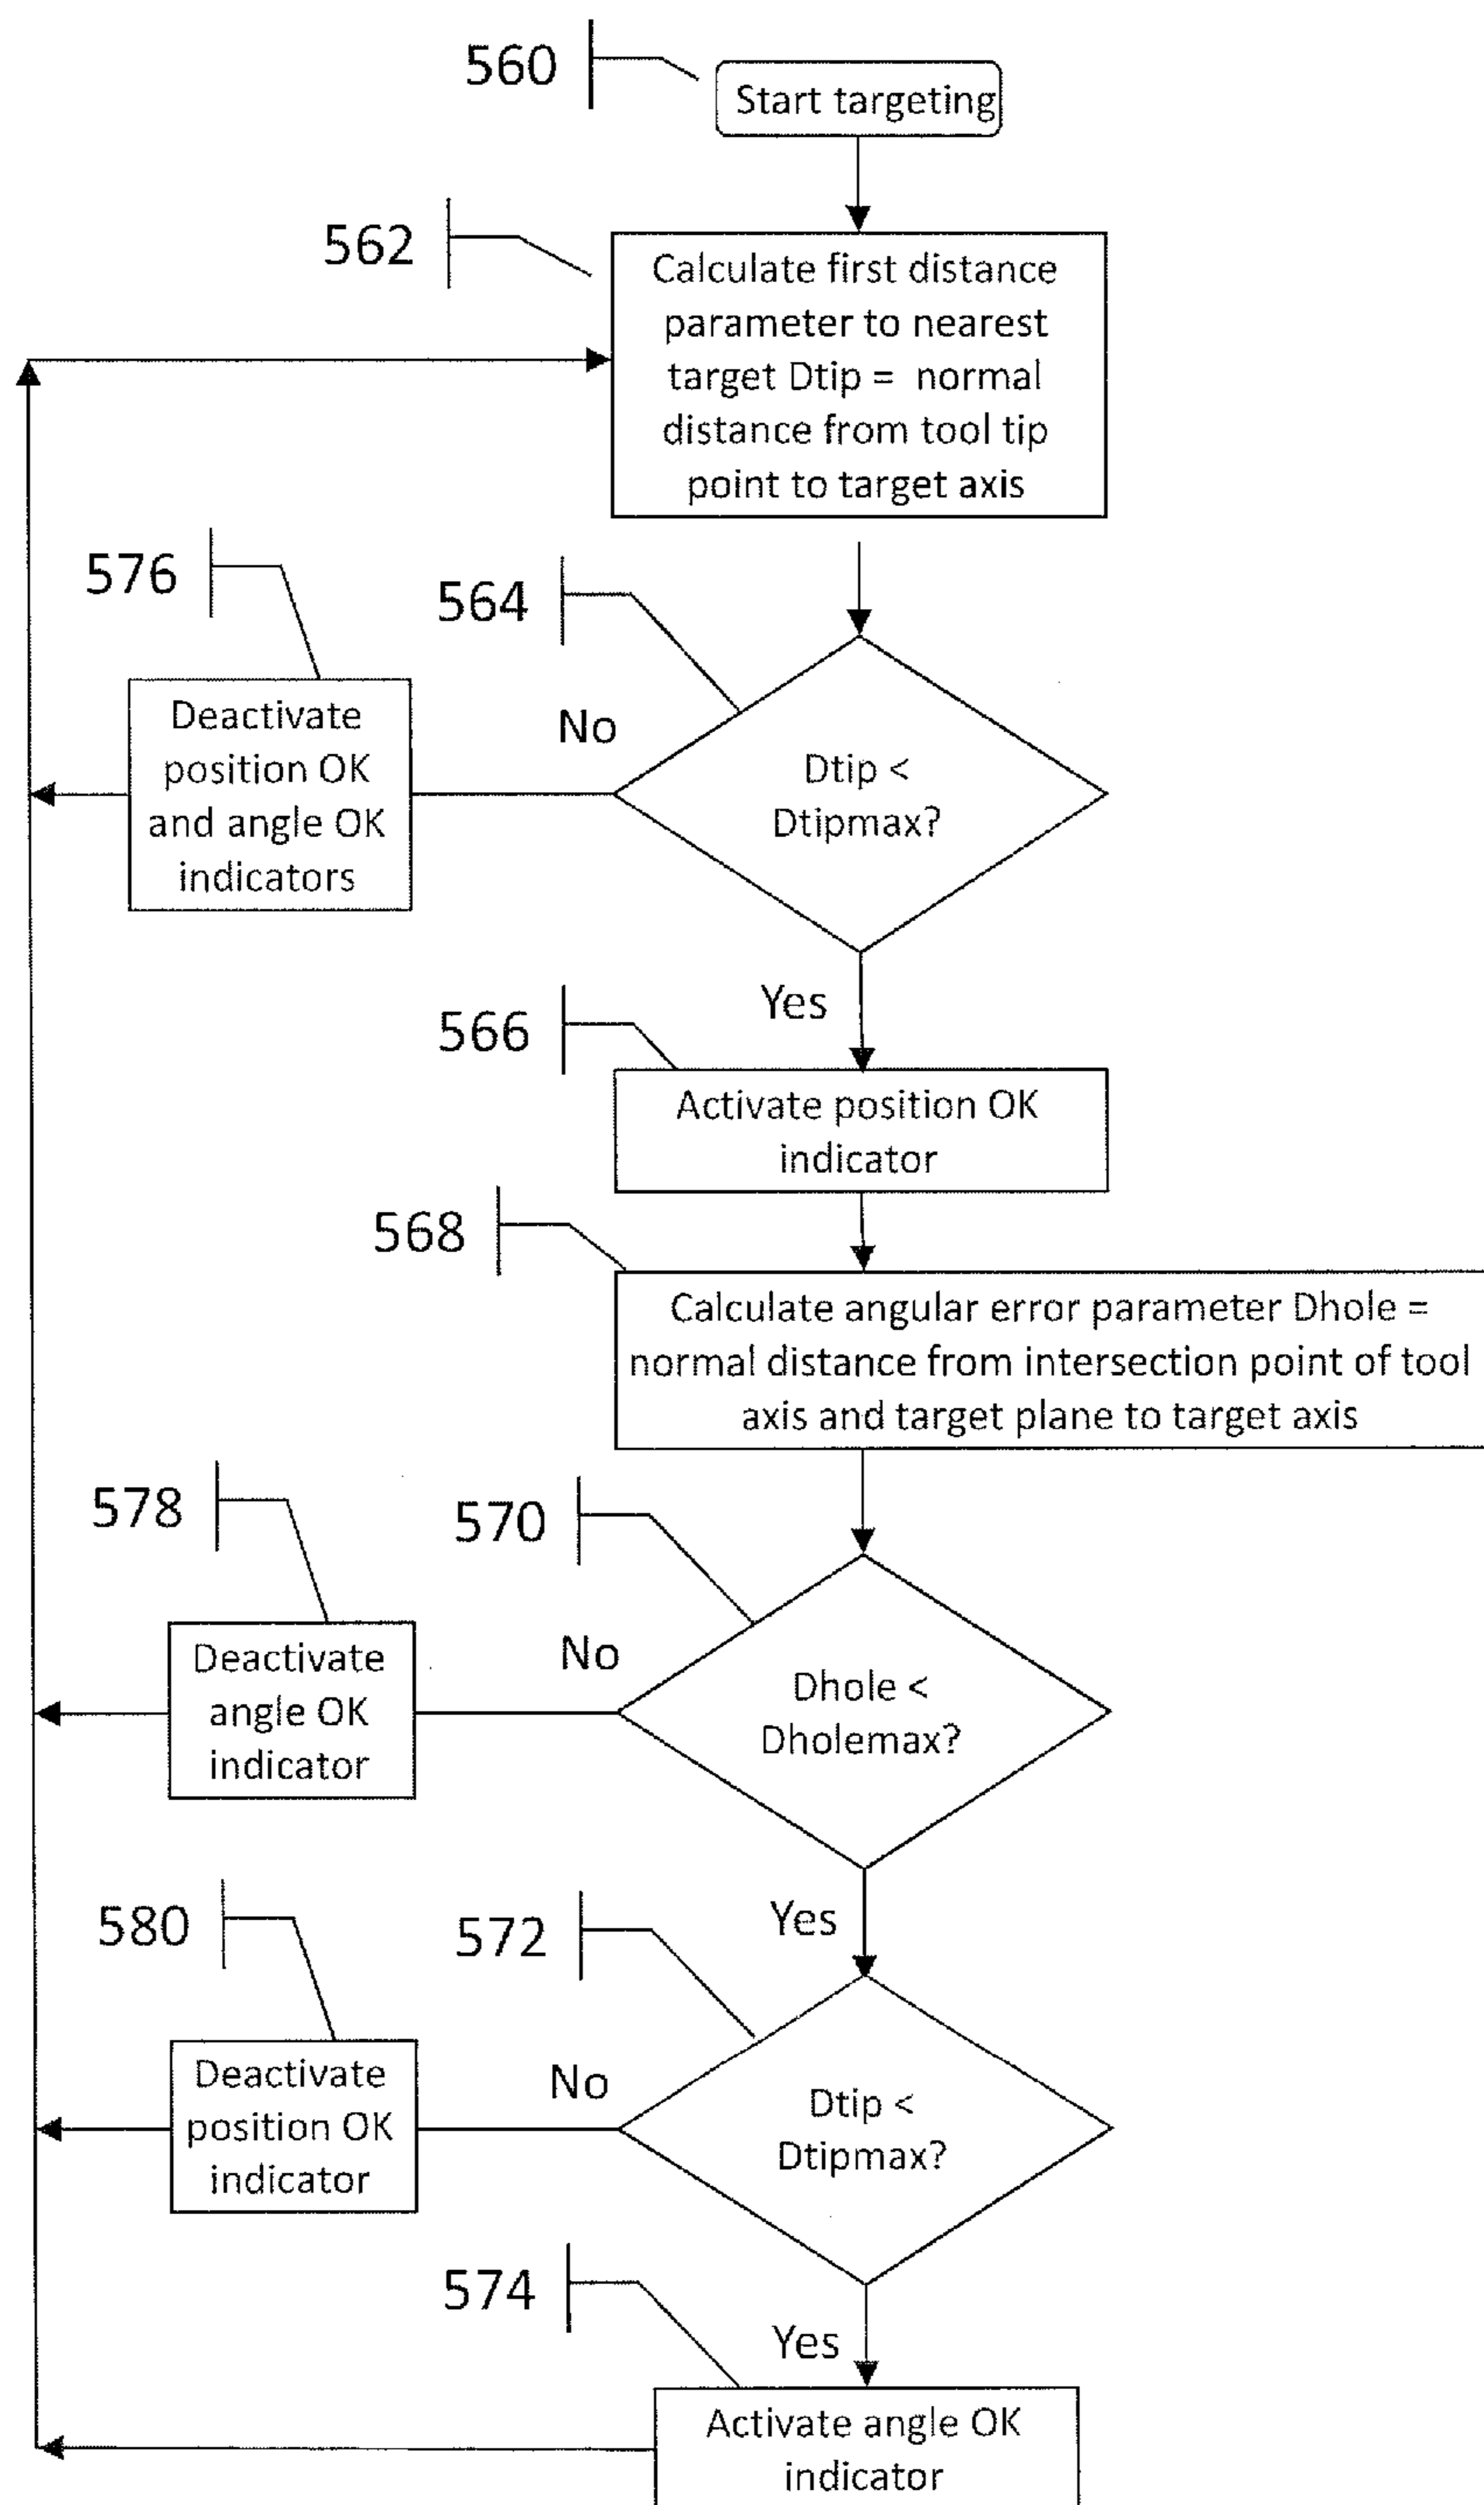 560
Start targeting
562
Calculate first distance
parameter to nearest
target Dtip = normal
distance from tool tip
point to target axis
576
564
Deactivate
position OK
and angle OK
indicators
No
Dtip <
Dtipmax?
Yes
566
Activate position OK
indicator
568
Calculate angular error parameter Dhole =
normal distance from intersection point of tool
axis and target plane to target axis
578
570
Deactivate
angle OK
indicator
No
Dhole <
Dholemax?
Yes
580
572
Deactivate
position OK
indicator
No
Dtip <
Dtipmax?
574
Yes
Activate angle OK
indicator